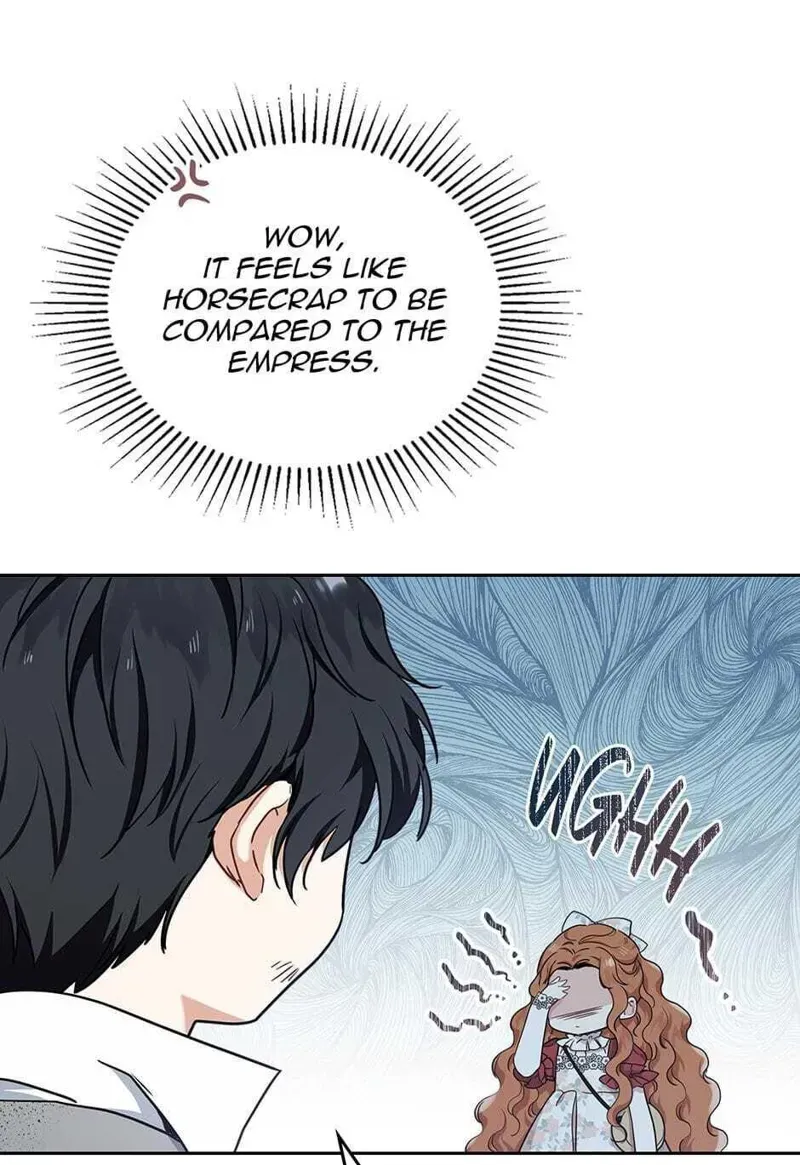 WOW,
IT FEELS LIKE
HORSECRAP TO BE
COMPARED TO THE
EMPRESS.
UGHH